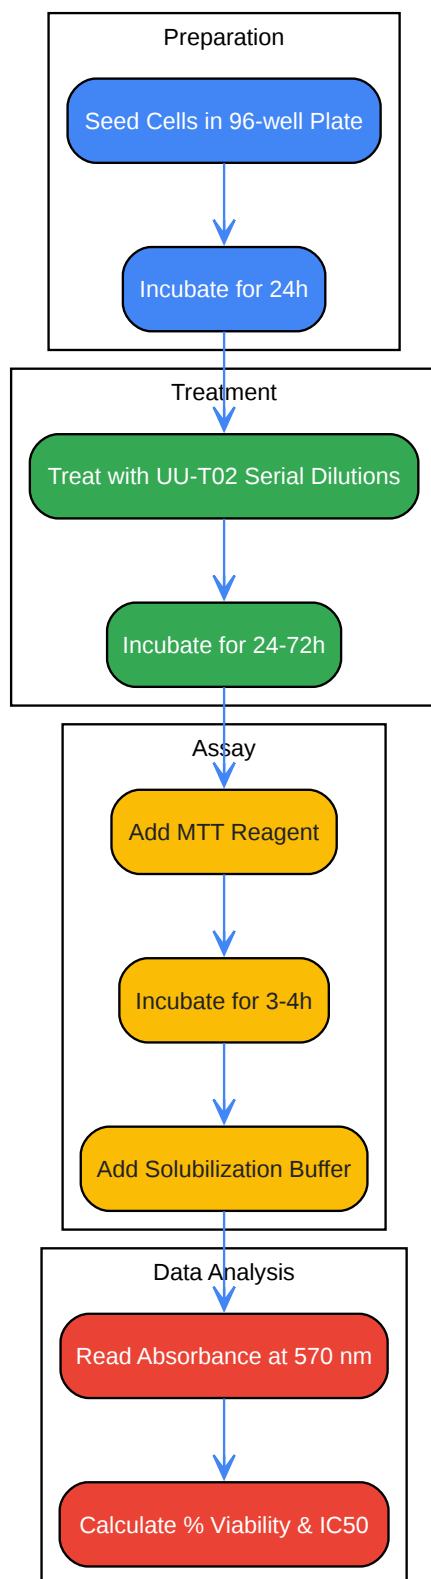 Preparation
Seed Cells in 96-well Plate
Incubate for 24h
Treatment
Treat with UU-T02 Serial Dilutions
Incubate for 24-72h
Assay
Add MTT Reagent
Incubate for 3-4h
Add Solubilization Buffer
Data Analysis
Read Absorbance at 570 nm
Calculate % Viability & IC50